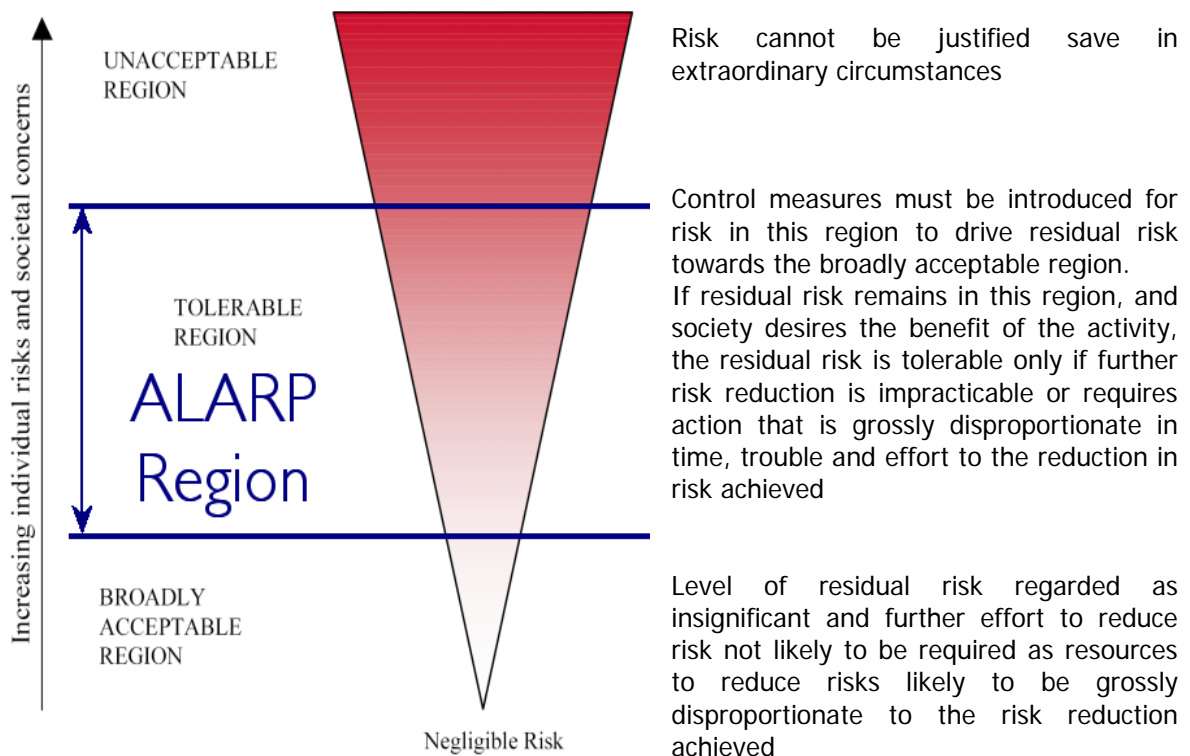 Increasing individual risks and societal concerns
UNACCEPTABLE
REGION
Risk cannot be justified save in
extraordinary circumstances
TOLERABLE
REGION
ALARP
Region
Control measures must be introduced for
risk in this region to drive residual risk
towards the broadly acceptable region.
If residual risk remains in this region, and
society desires the benefit of the activity,
the residual risk is tolerable only if further
risk reduction is impracticable or requires
action that is grossly disproportionate in
time, trouble and effort to the reduction in
risk achieved
BROADLY
ACCEPTABLE
REGION
Level of residual risk regarded as
insignificant and further effort to reduce
risk not likely to be required as resources
to reduce risks likely to be grossly
disproportionate to the risk reduction
achieved
Negligible Risk